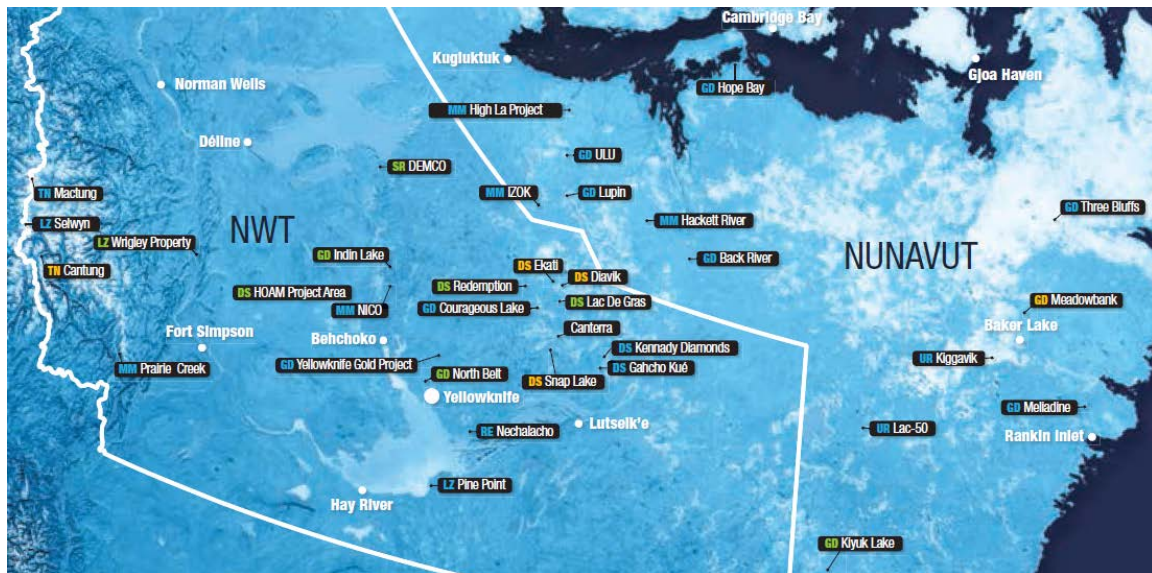 Cambridge Bay
Kugluktuk
Gjoa Haven
Norman Wells
GD Hope Bay
MM High La Project
Déline
GD ULU
SR DEMCO
TN Mactung
MM IZOK
GD Lupin
GD Three Bluffs
LZ Selwyn
MM Hackett River
NWT
LZ Wrigley Property
NUNAVUT
GD Indin Lake
GD Back River
TN Cantung
DS Ekati
DS Diavik
DS HOAM Project Area
DS Redemption
DS Lac De Gras
GD Meadowbank
MM NICO
GD Courageous Lake
Baker Lake
Fort Simpson
Behchoko
Canterra
DS Kennady Diamonds
UR Kiggavik
MM Prairie Creek
GD Yellowknife Gold Project
DS Gahcho Kué
GD North Belt
DS Snap Lake
Yellowknife
GD Melladine
RE Nechalacho
Lutselk'e
UR Lac-50
Rankin Inlet
LZ Pine Point
Hay River
GD Kiyuk Lake